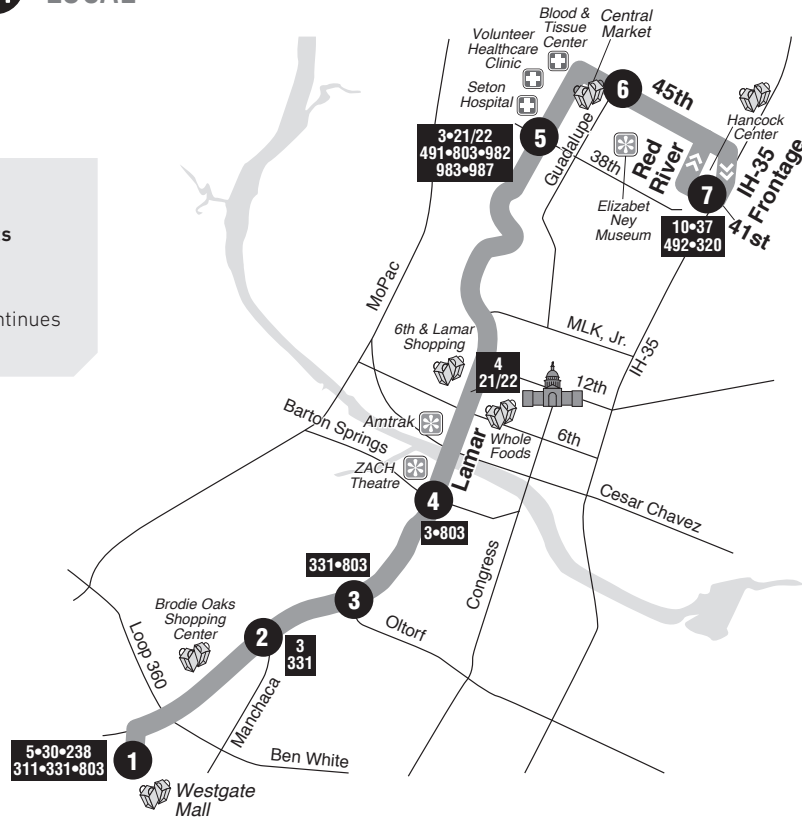 LOCAL
Blood &
Tissue
Center
Central
Market
Volunteer
Healthcare
Clinic
Seton
Hospital
6
45th
Hancock
Center
5
3•21/22
491•803•982
983•987
Guadalupe
38th
Red
River
IH-35
Frontage
7
Elizabet
Ney
Museum
41st
10•37
492•320
ntinues
MoPac
6th & Lamar
Shopping
MLK, Jr.
IH-35
4
21/22
12th
Barton Springs
Amtrak
Whole
Foods
6th
ZACH
Theatre
Lamar
Cesar Chavez
4
3•803
Congress
331•803
3
Brodie Oaks
Shopping
Center
2
3
331
Oltorf
Loop 360
Manchaca
5•30•238
311•331•803
1
Ben White
Westgate
Mall